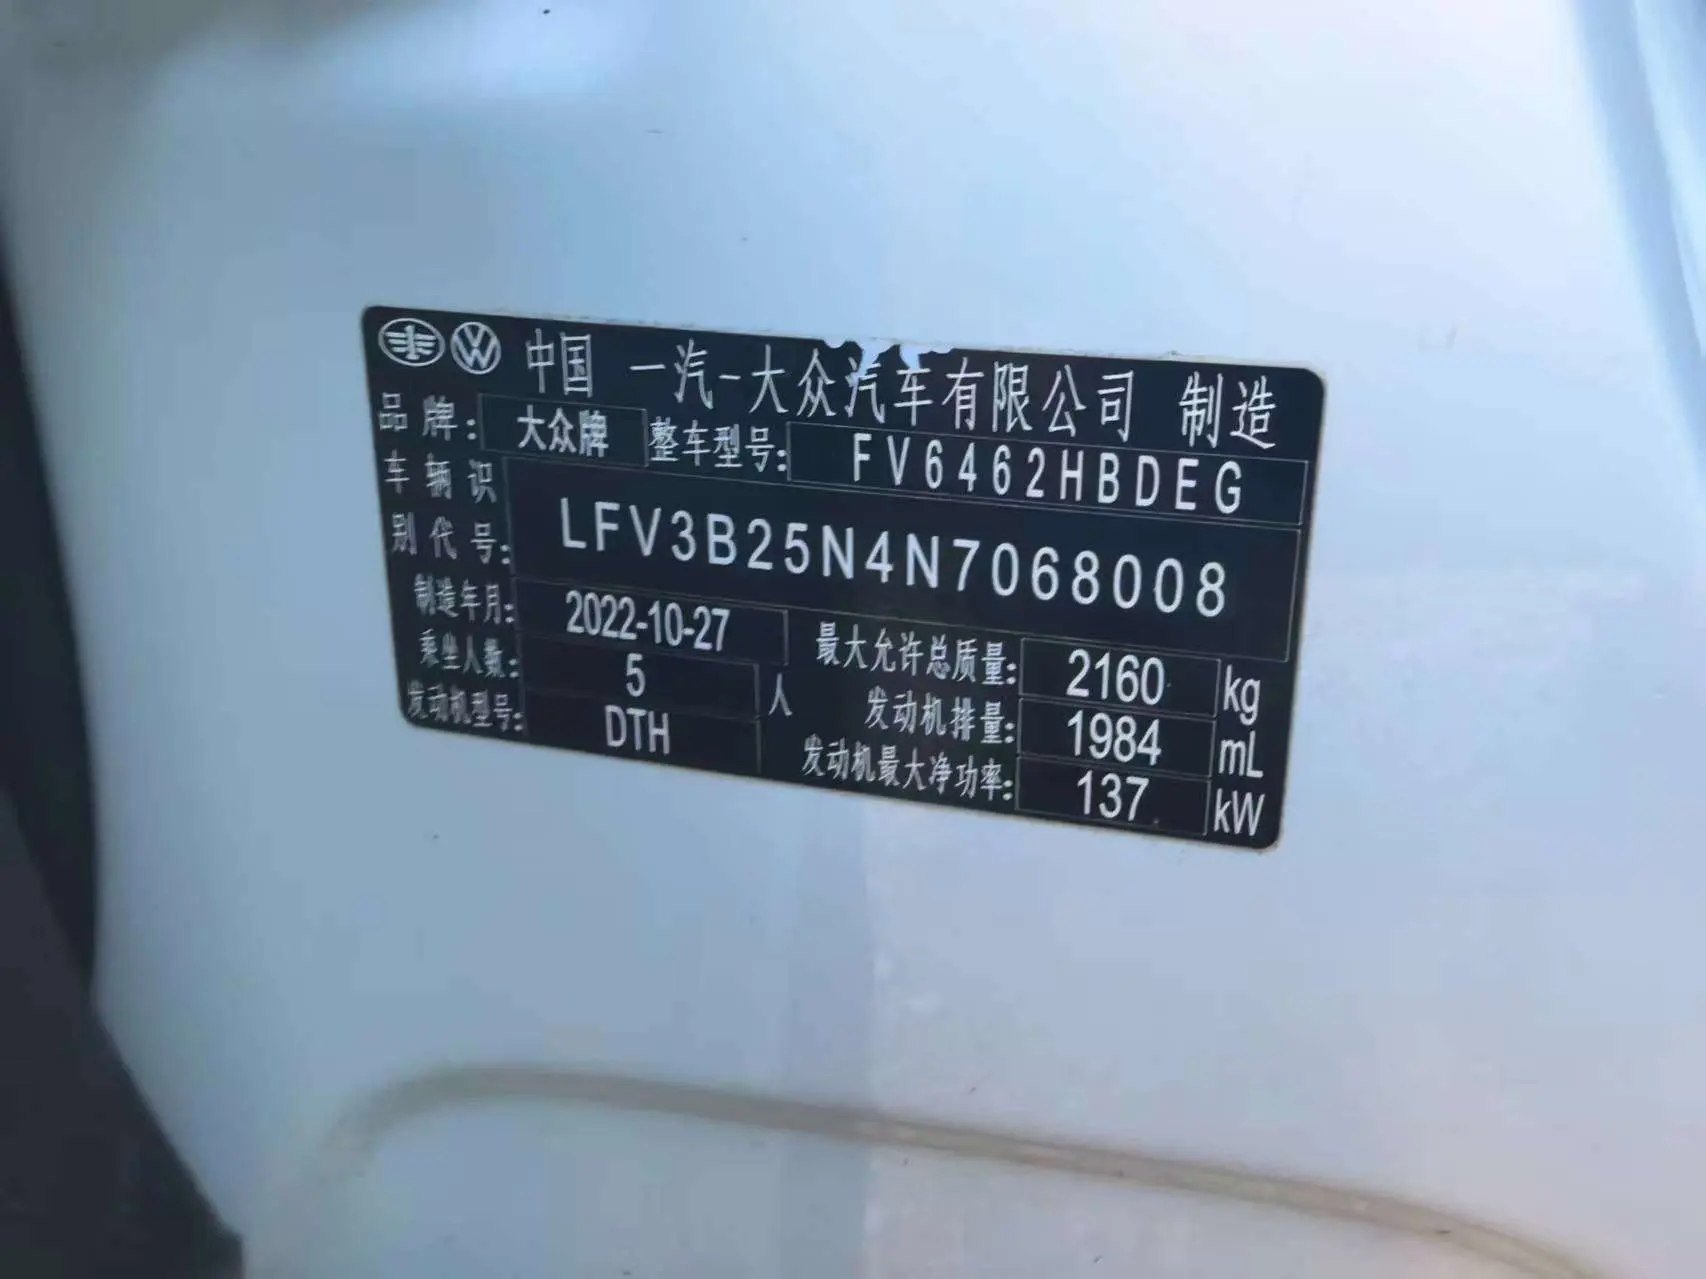 中国 一汽-大众汽车有限公司 制造
品牌: 大众牌 整车型号: FV6462HBDEG
车辆识别代号: LFV3B25N4N7068008
制造年月: 2022-10-27 最大允许总质量: 2160 kg
乘坐人数: 5 人 发动机排量: 1984 mL
发动机型号: DTH 发动机最大净功率: 137 kW